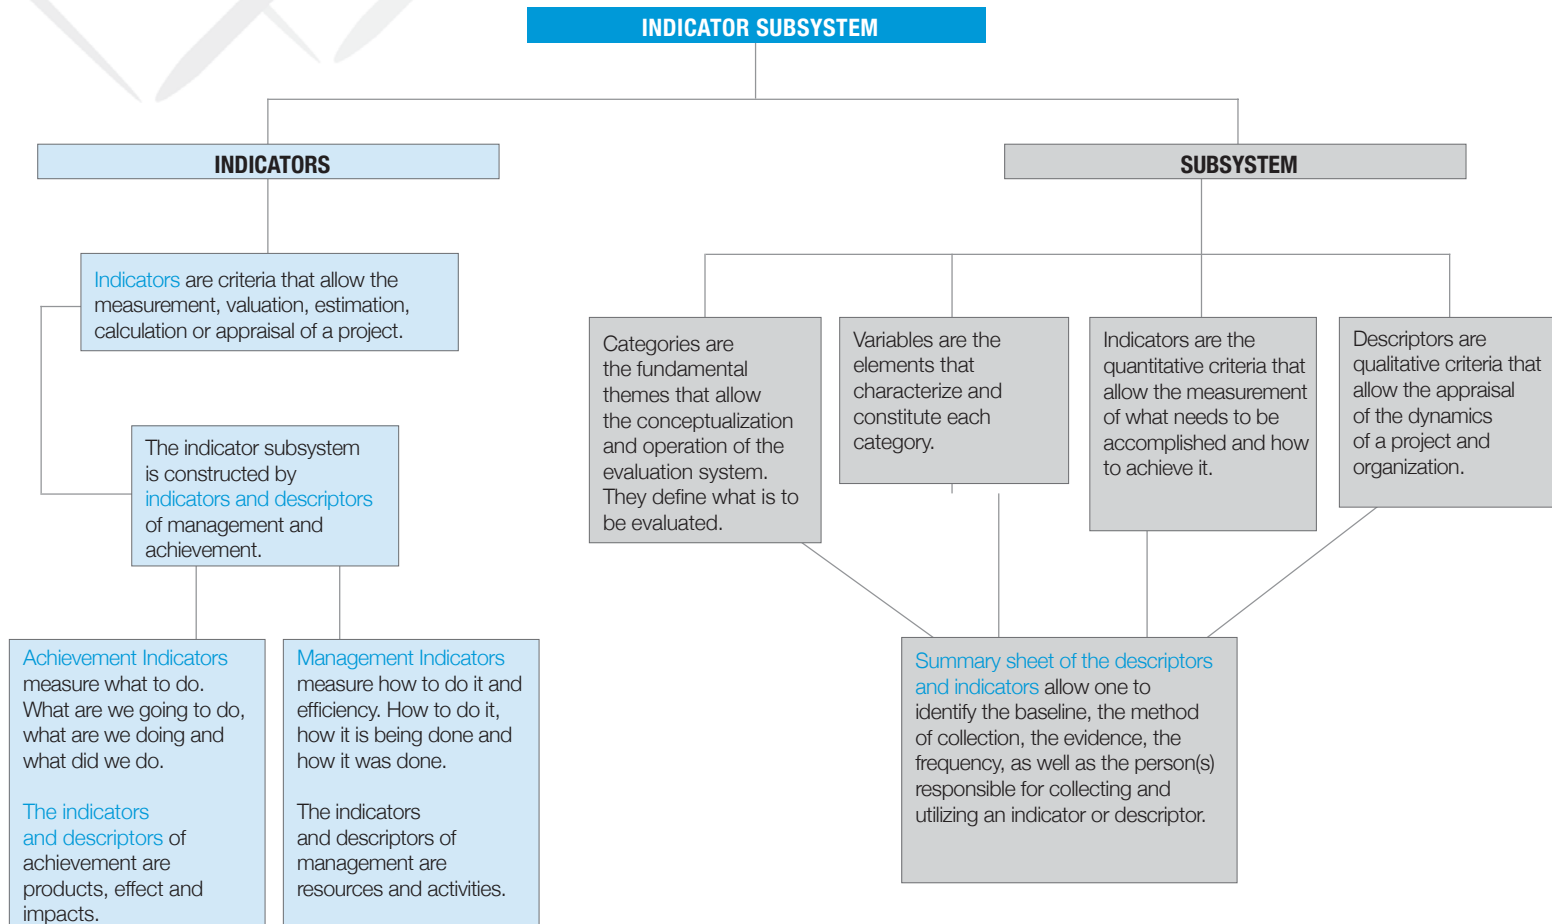 INDICATOR SUBSYSTEM
INDICATORS
SUBSYSTEM
Indicators are criteria that allow the
measurement, valuation, estimation,
calculation or appraisal of a project.
The indicator subsystem
is constructed by
indicators and descriptors
of management and
achievement.
Achievement Indicators
measure what to do.
What are we going to do,
what are we doing and
what did we do.
The indicators
and descriptors of
achievement are
products, effect and
impacts.
Management Indicators
measure how to do it and
efficiency. How to do it,
how it is being done and
how it was done.
The indicators
and descriptors of
management are
resources and activities.
Categories are
the fundamental
themes that allow
the conceptualization
and operation of the
evaluation system.
They define what is to
be evaluated.
Variables are the
elements that
characterize and
constitute each
category.
Indicators are the
quantitative criteria that
allow the measurement
of what needs to be
accomplished and how
to achieve it.
Descriptors are
qualitative criteria that
allow the appraisal
of the dynamics
of a project and
organization.
Summary sheet of the descriptors
and indicators allow one to
identify the baseline, the method
of collection, the evidence, the
frequency, as well as the person(s)
responsible for collecting and
utilizing an indicator or descriptor.